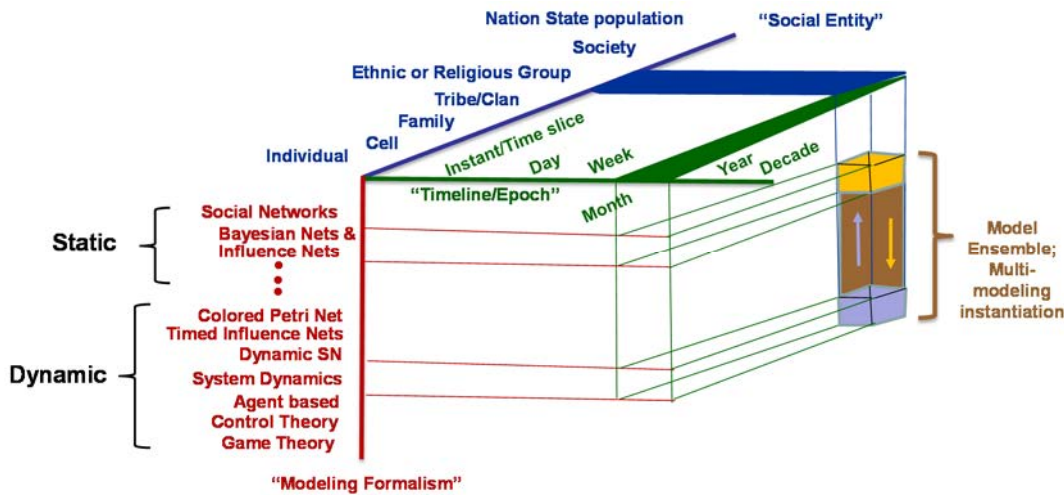 Nation State population
"Social Entity"
Society
Ethnic or Religious Group
Tribe/Clan
Family
Cell
Individual
Instant/Time slice
Day
Week
Month
Year
Decade
"Timeline/Epoch"
Static
Social Networks
Bayesian Nets &
Influence Nets
Dynamic
Colored Petri Net
Timed Influence Nets
Dynamic SN
System Dynamics
Agent based
Control Theory
Game Theory
"Modeling Formalism"
Model
Ensemble;
Multi-
modeling
instantiation